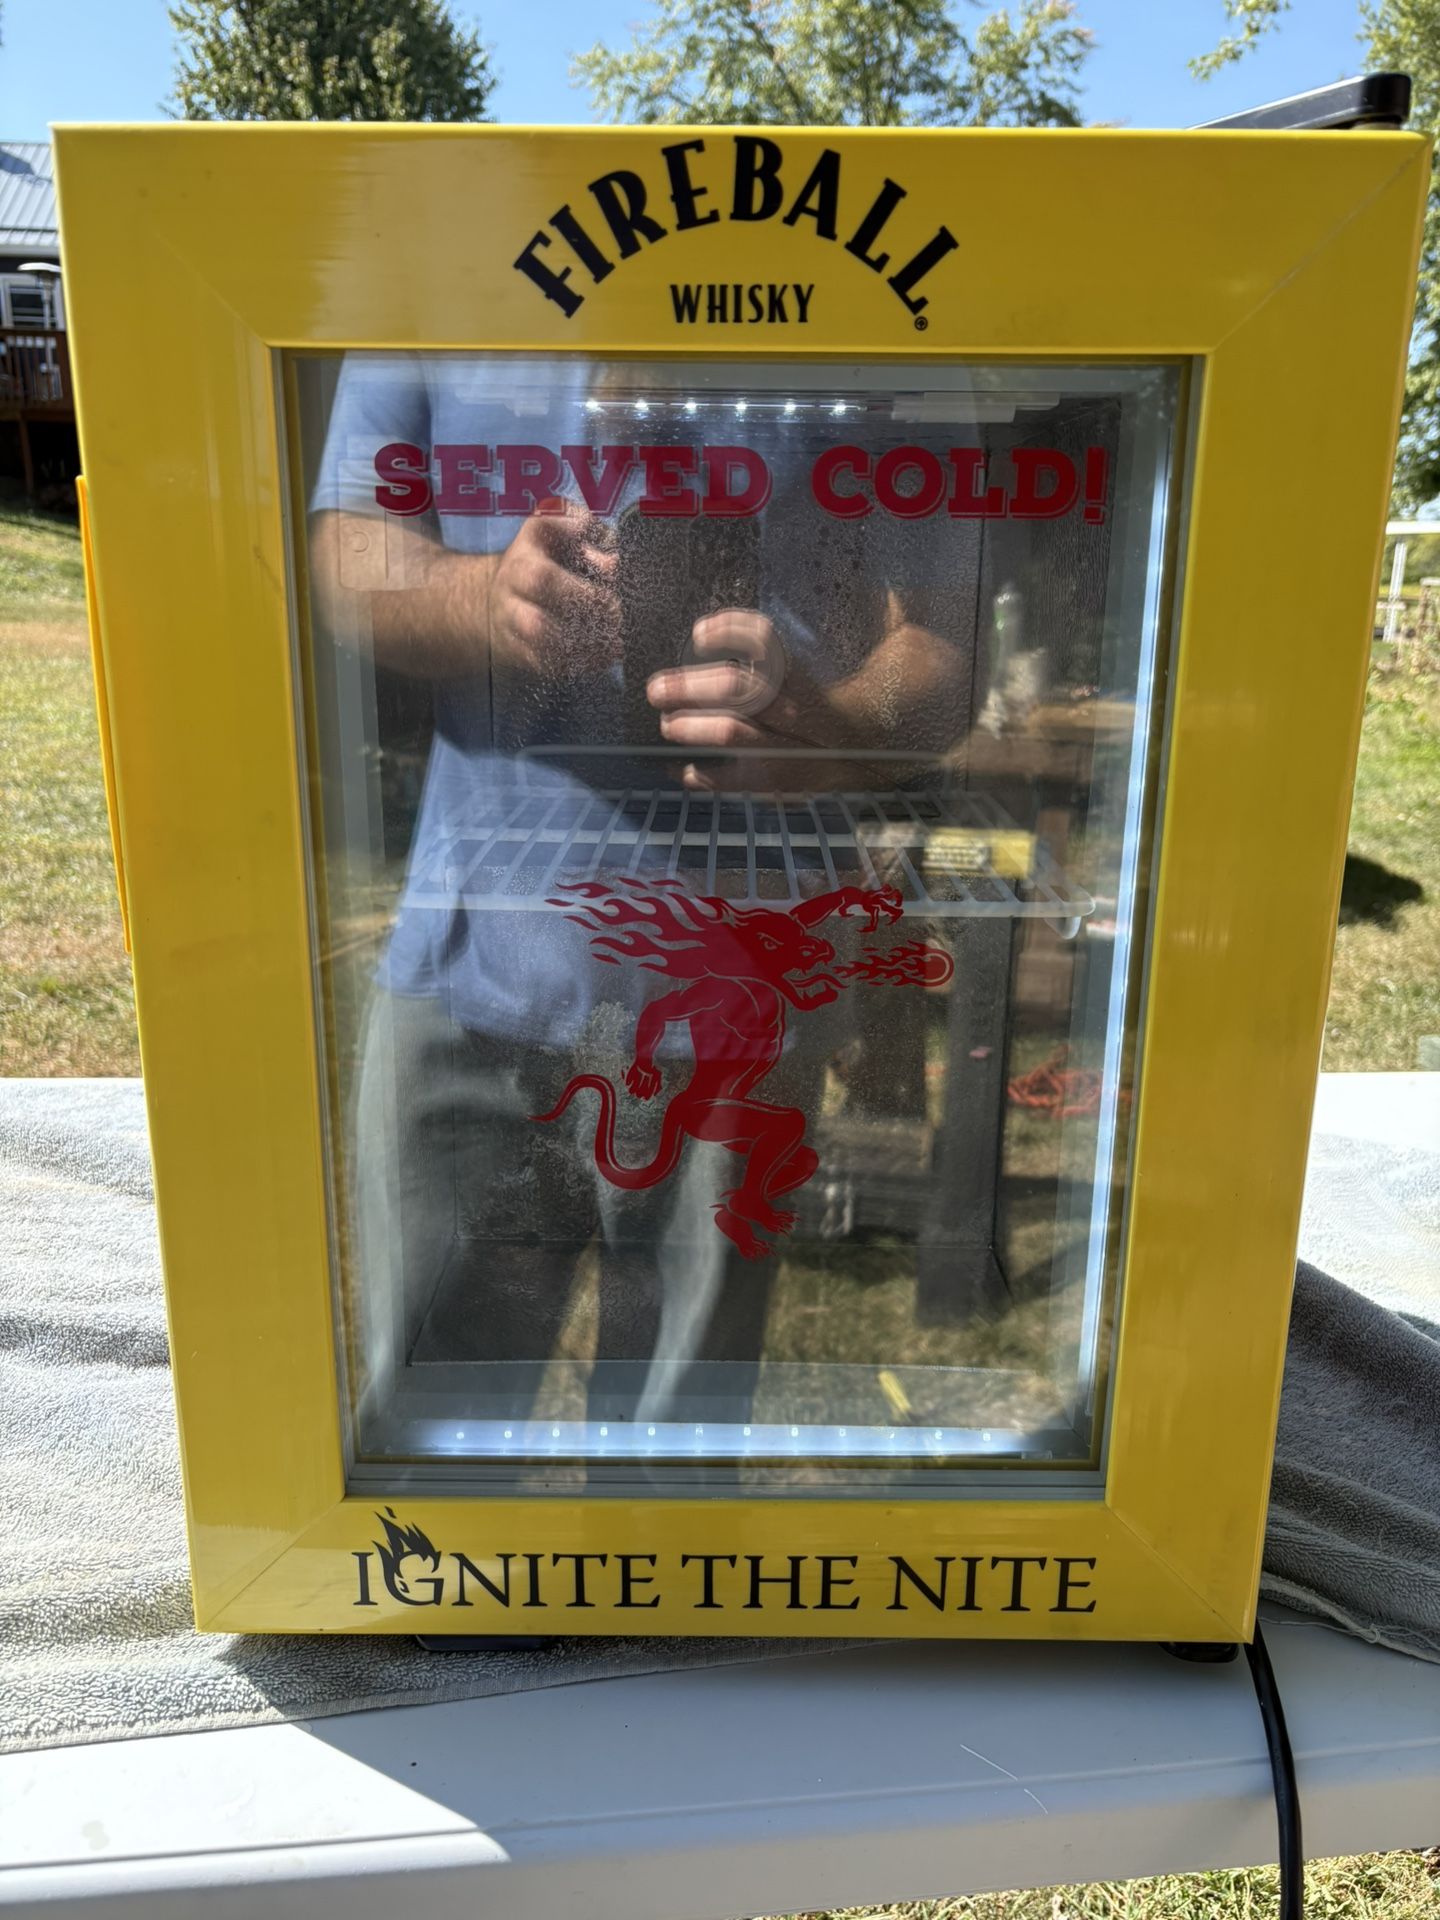 FIREBALL
WHISKY
SERVED COLD!
IGNITE THE NITE